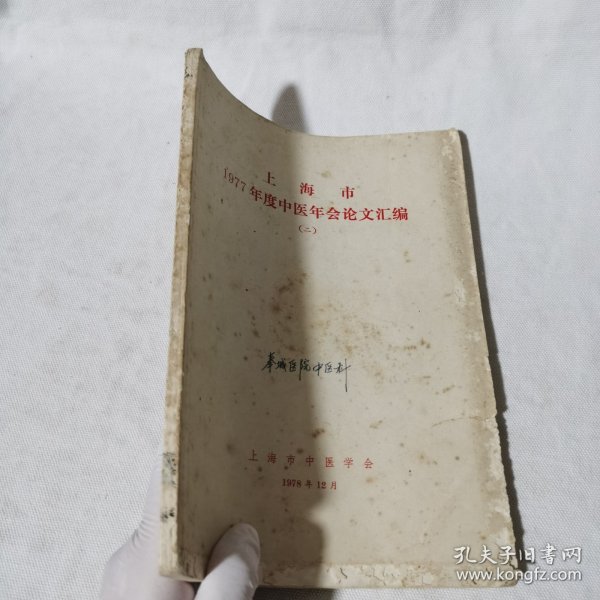 上海市
1977年度中医年会论文汇编
(二)
奉城医院中医科
上海市中医学会
1978年12月
孔夫子旧书网
www.kongfz.com